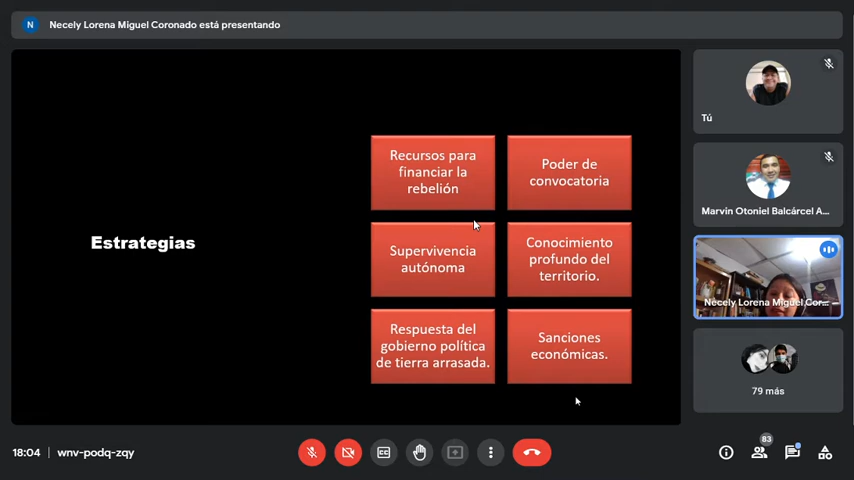 N Necely Lorena Miguel Coronado está presentando
Estrategias
Recursos para
financiar la
rebelión
Poder de
convocatoria
Supervivencia
autónoma
Conocimiento
profundo del
territorio.
Respuesta del
gobierno política
de tierra arrasada.
Sanciones
económicas.
Tú
Marvin Otoniel Balcárcel A...
Necely Lorena Miguel Cor...
79 más
18:04 wnv-podq-zqy
CC
83